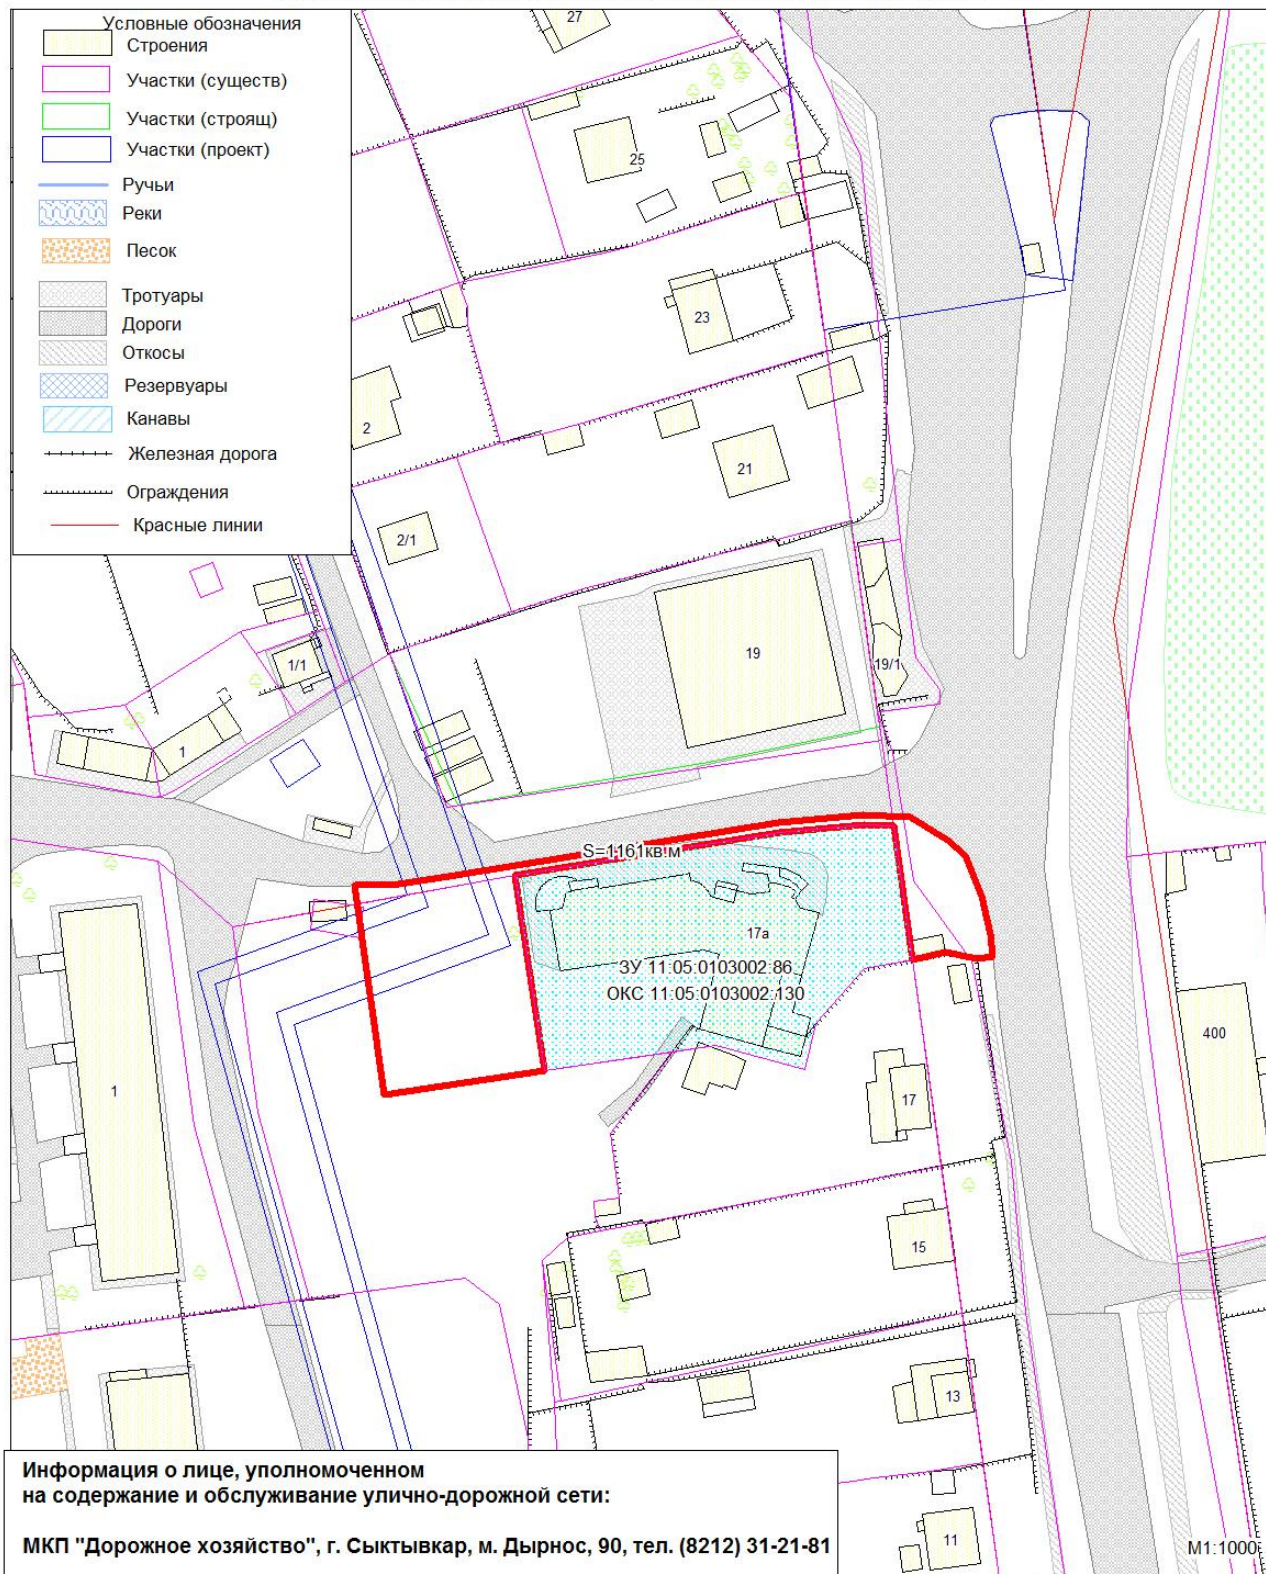 Условные обозначения
Строения
Участки (существ)
Участки (строящ)
Участки (проект)
Ручьи
Реки
Песок
Тротуары
Дороги
Откосы
Резервуары
Канавы
Железная дорога
Ограждения
Красные линии
27
25
23
2
21
2/1
19
19/1
1/1
1
S=1161кв.м
17а
ЗУ 11:05:0103002:86
ОКС 11:05:0103002:130
400
1
17
15
13
11
Информация о лице, уполномоченном
на содержание и обслуживание улично-дорожной сети:
МКП "Дорожное хозяйство", г. Сыктывкар, м. Дырнос, 90, тел. (8212) 31-21-81
М1:1000